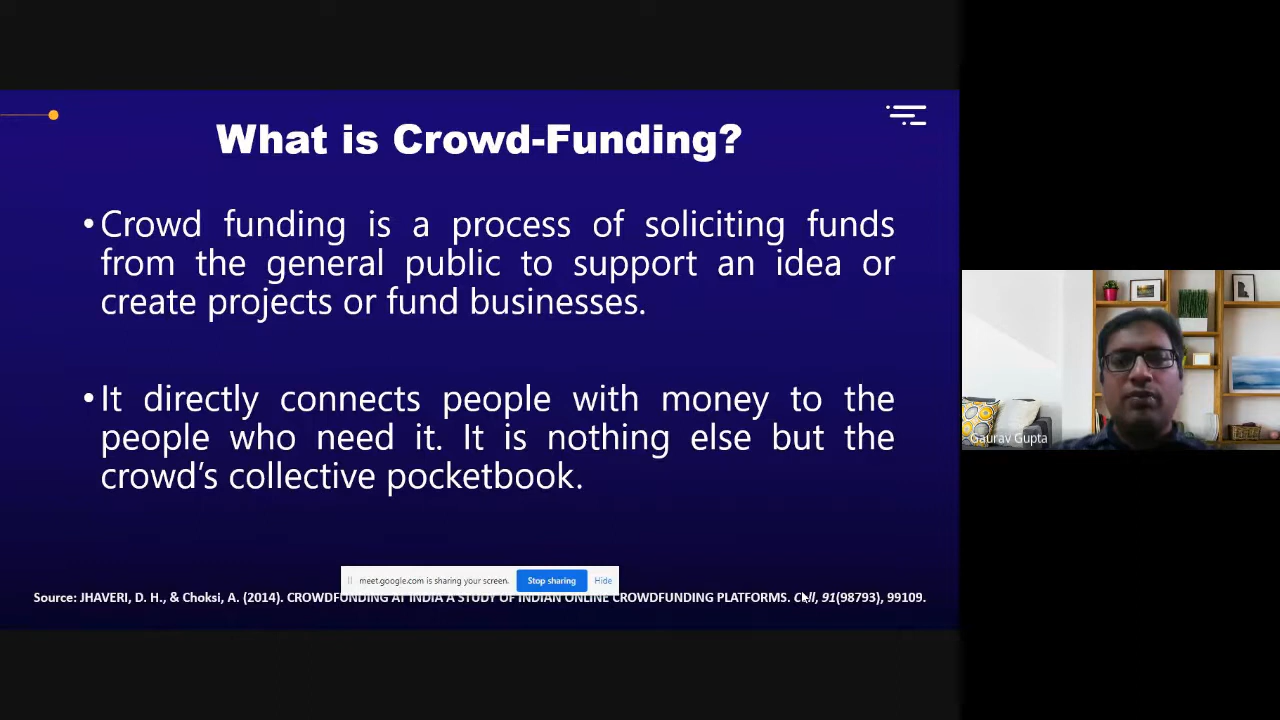 What is Crowd-Funding?
•Crowd funding is a process of soliciting funds
from the general public to support an idea or
create projects or fund businesses.
•It directly connects people with money to the
people who need it. It is nothing else but the
crowd's collective pocketbook.
Gaurav Gupta
meet.google.com is sharing your screen. Stop sharing Hide
Source: JHAVERI, D. H., & Choksi, A. (2014). CROWDFUNDING AT INDIA A STUDY OF INDIAN ONLINE CROWDFUNDING PLATFORMS. Cell, 91(98793), 99109.